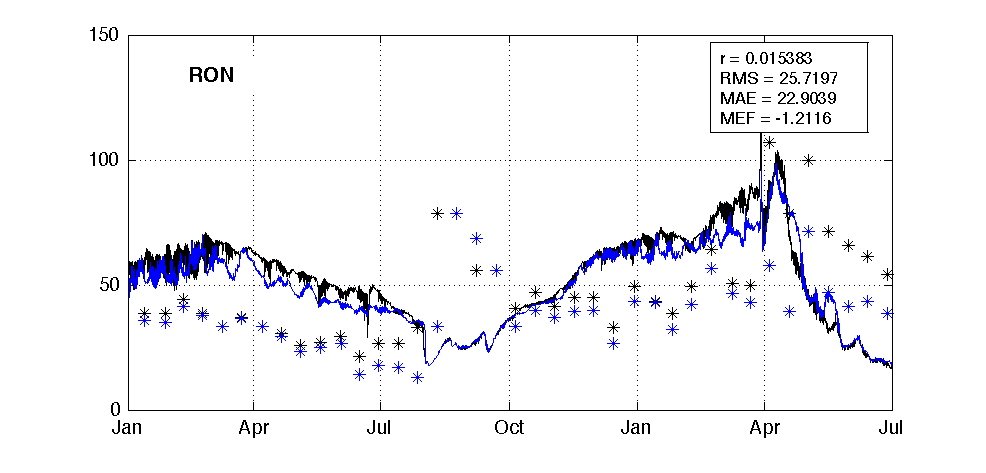 150
RON
r = 0.015383
RMS = 25.7197
MAE = 22.9039
MEF = -1.2116
100
50
0
Jan Apr Jul Oct Jan Apr Jul